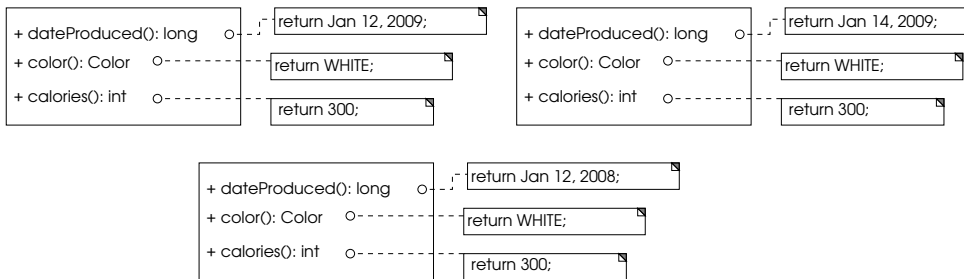 + dateProduced(): long
return Jan 12, 2009;
+ color(): Color
return WHITE;
+ calories(): int
return 300;
+ dateProduced(): long
return Jan 14, 2009;
+ color(): Color
return WHITE;
+ calories(): int
return 300;
+ dateProduced(): long
return Jan 12, 2008;
+ color(): Color
return WHITE;
+ calories(): int
return 300;